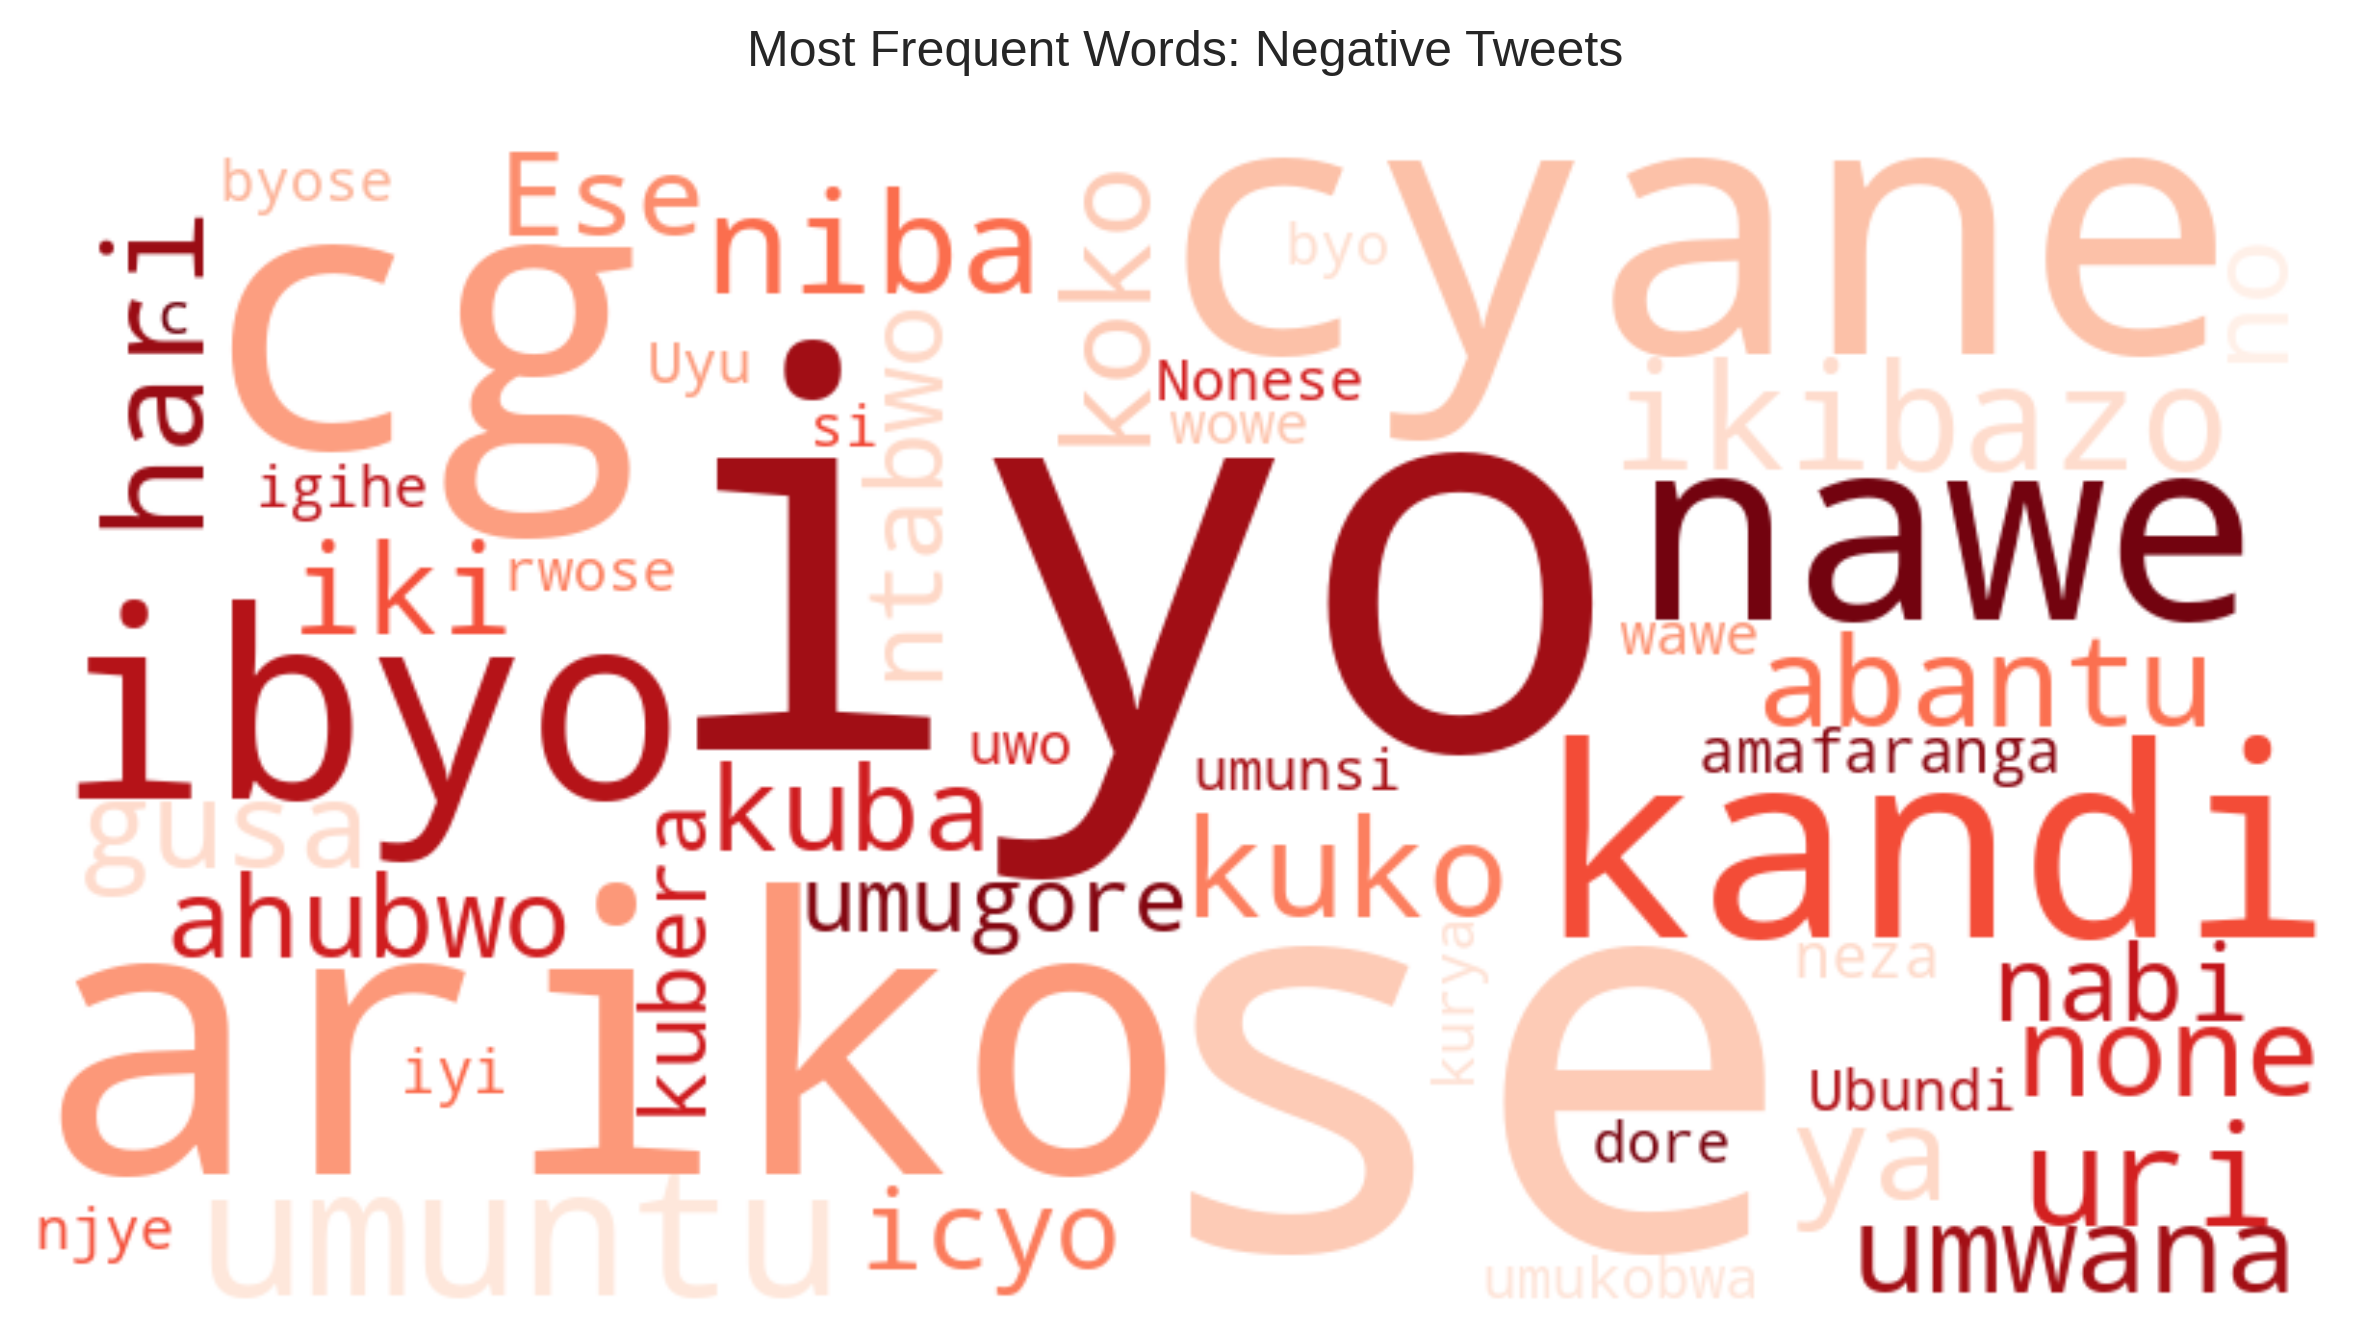 Most Frequent Words: Negative Tweets
byose
Ese
niba
koko
cyane
byo
no
hari
c
cg
Uyu
si
ntabwo
Nonese
wowe
ikibazo
igihe
iki
rwose
iyo
nawe
wawe
abantu
ibyo
uwo
umunsi
amafaranga
kandi
gusa
kuba
kubera
kuko
ahubwo
umugore
kurya
neza
nabi
ariko
se
iyi
none
Ubundi
dore
ya
uri
njye
umuntu
icyo
umukobwa
umwana